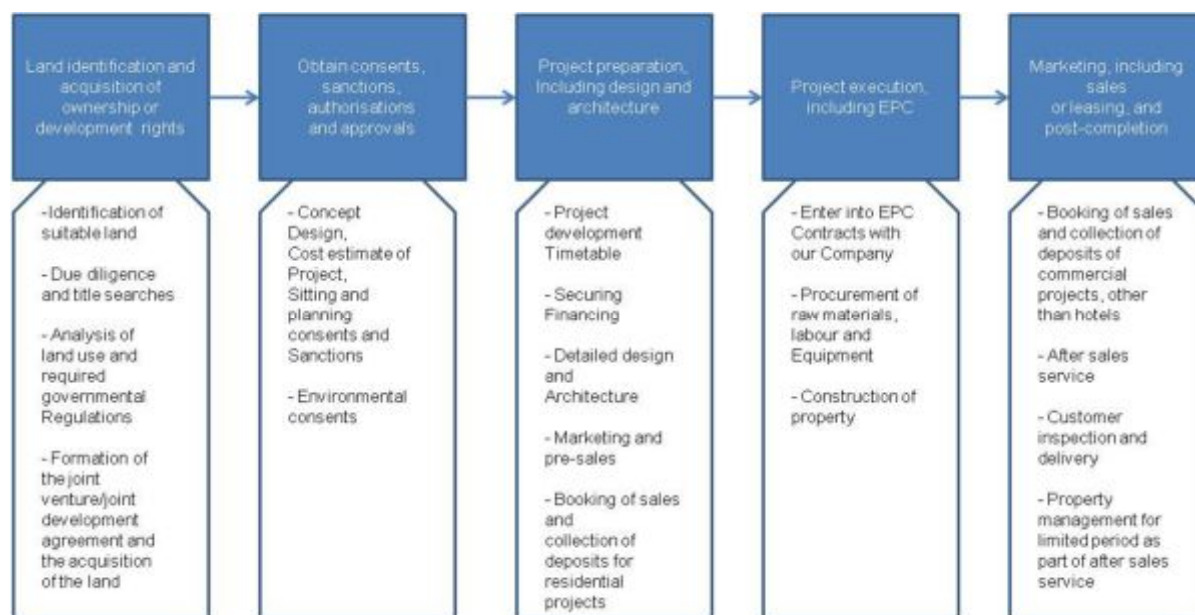 Land identification and
acquisition of
ownership or
development rights
Obtain consents,
sanctions,
authorisations
and approvals
Project preparation,
Including design and
architecture
Project execution,
including EPC
Marketing, including
sales
or leasing, and
post-completion
- Identification of
suitable land
- Due diligence
and title searches
- Analysis of
land use and
required
governmental
Regulations
- Formation of
the joint
venture/joint
development
agreement and
the acquisition
of the land
- Concept
Design,
Cost estimate of
Project,
Sitting and
planning
consents and
Sanctions
- Environmental
consents
- Project
development
Timetable
- Securing
Financing
- Detailed design
and
Architecture
- Marketing and
pre-sales
- Booking of sales
and
collection of
deposits for
residential
projects
- Enter into EPC
Contracts with
our Company
- Procurement of
raw materials,
labour and
Equipment
- Construction of
property
- Booking of sales
and collection of
deposits of
commercial
projects, other
than hotels
- After sales
service
- Customer
inspection and
delivery
- Property
management for
limited period as
part of after sales
service